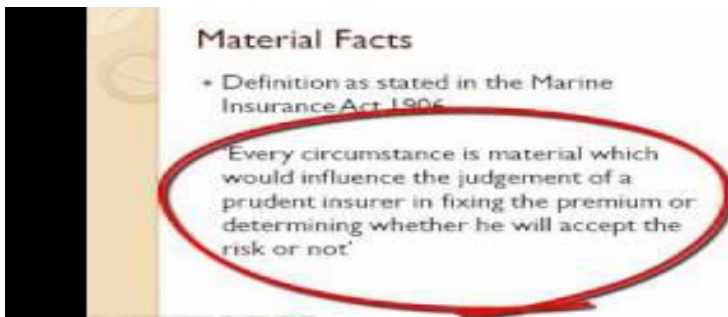 Material Facts
• Definition as stated in the Marine
Insurance Act 1906
'Every circumstance is material which
would influence the judgement of a
prudent insurer in fixing the premium or
determining whether he will accept the
risk or not'